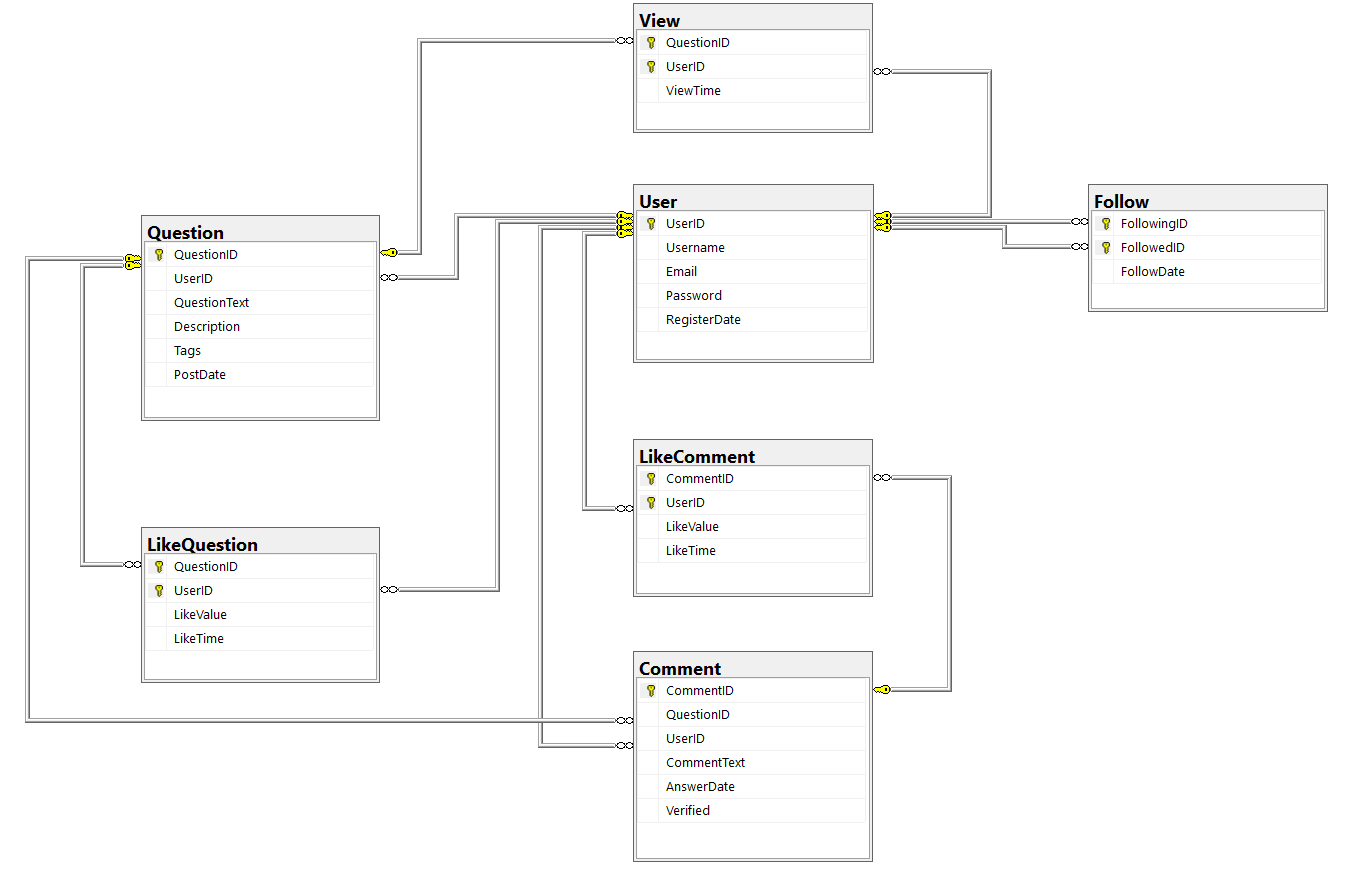 View
QuestionID
UserID
ViewTime
User
UserID
Username
Email
Password
RegisterDate
Follow
FollowingID
FollowedID
FollowDate
Question
QuestionID
UserID
QuestionText
Description
Tags
PostDate
LikeComment
CommentID
UserID
LikeValue
LikeTime
LikeQuestion
QuestionID
UserID
LikeValue
LikeTime
Comment
CommentID
QuestionID
UserID
CommentText
AnswerDate
Verified